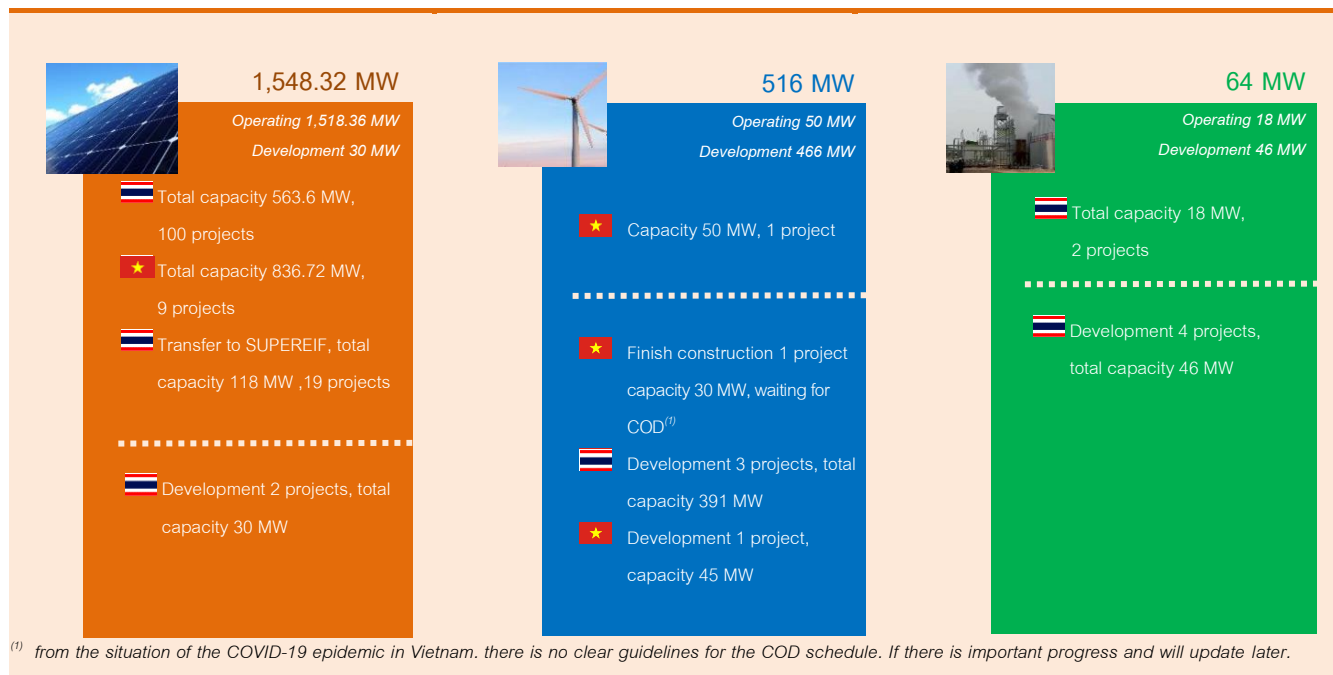 1,548.32 MW
Operating 1,518.36 MW
Development 30 MW
Total capacity 563.6 MW,
100 projects
Total capacity 836.72 MW,
9 projects
Transfer to SUPEREIF, total
capacity 118 MW ,19 projects
Development 2 projects, total
capacity 30 MW
516 MW
Operating 50 MW
Development 466 MW
Capacity 50 MW, 1 project
Finish construction 1 project
capacity 30 MW, waiting for
COD(1)
Development 3 projects, total
capacity 391 MW
Development 1 project,
capacity 45 MW
64 MW
Operating 18 MW
Development 46 MW
Total capacity 18 MW,
2 projects
Development 4 projects,
total capacity 46 MW
(1) from the situation of the COVID-19 epidemic in Vietnam. there is no clear guidelines for the COD schedule. If there is important progress and will update later.